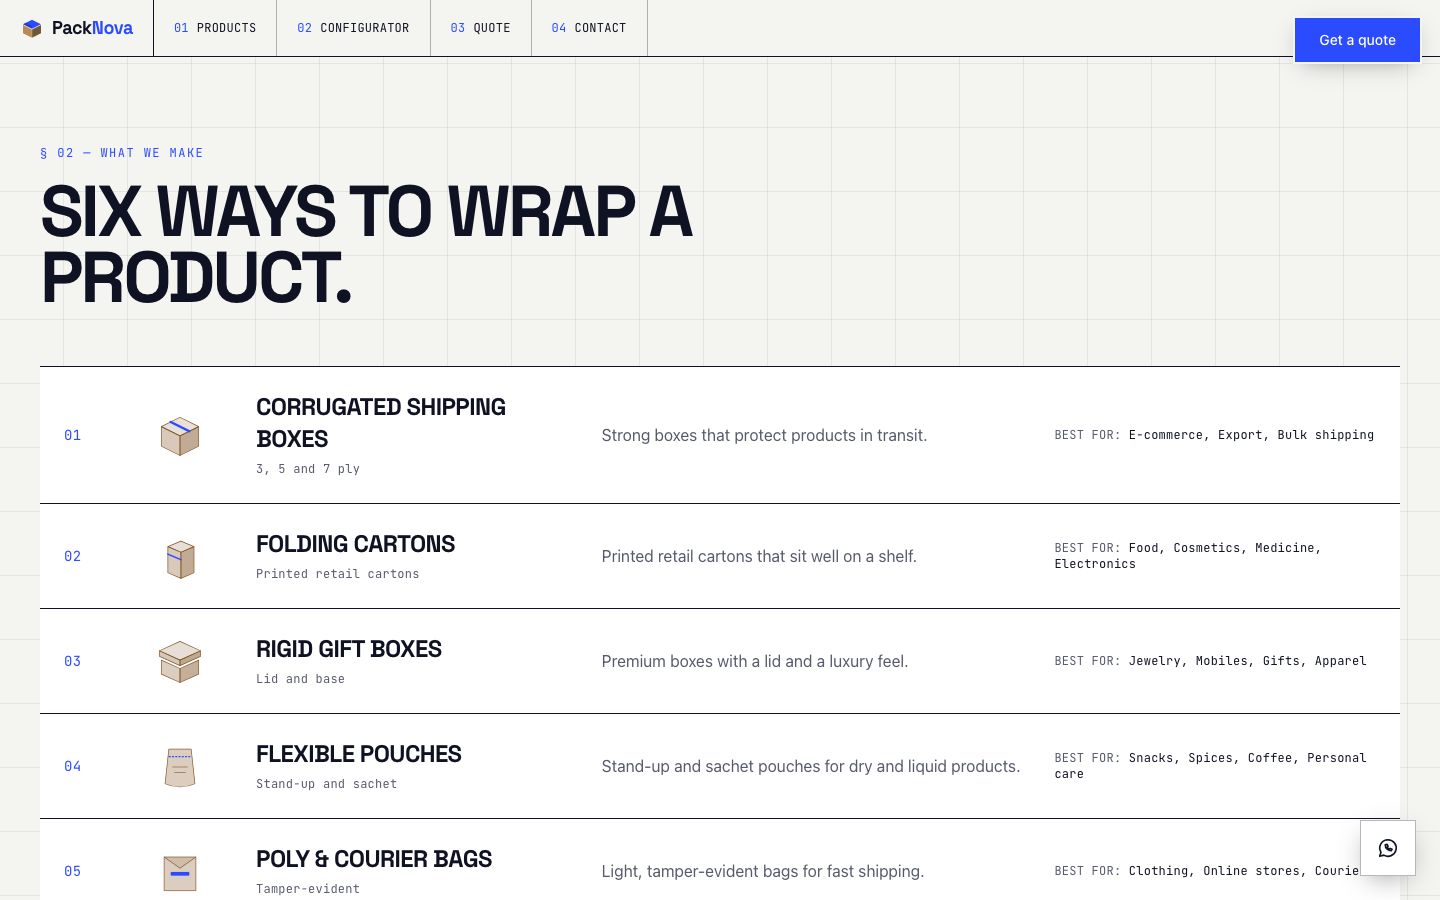 PackNova
01 PRODUCTS
02 CONFIGURATOR
03 QUOTE
04 CONTACT
Get a quote
§ 02 — WHAT WE MAKE
SIX WAYS TO WRAP A
PRODUCT.
01
CORRUGATED SHIPPING
BOXES
3, 5 and 7 ply
Strong boxes that protect products in transit.
BEST FOR: E-commerce, Export, Bulk shipping
02
FOLDING CARTONS
Printed retail cartons
Printed retail cartons that sit well on a shelf.
BEST FOR: Food, Cosmetics, Medicine,
Electronics
03
RIGID GIFT BOXES
Lid and base
Premium boxes with a lid and a luxury feel.
BEST FOR: Jewelry, Mobiles, Gifts, Apparel
04
FLEXIBLE POUCHES
Stand-up and sachet
Stand-up and sachet pouches for dry and liquid products.
BEST FOR: Snacks, Spices, Coffee, Personal
care
05
POLY & COURIER BAGS
Tamper-evident
Light, tamper-evident bags for fast shipping.
BEST FOR: Clothing, Online stores,